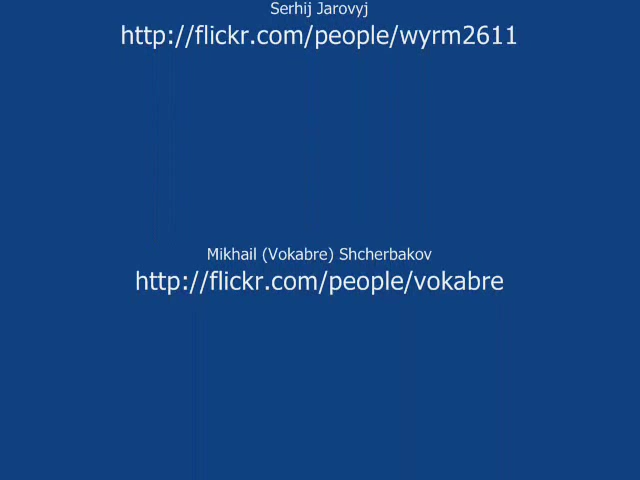 Serhij Jarovyj
http://flickr.com/people/wyrm2611
Mikhail (Vokabre) Shcherbakov
http://flickr.com/people/vokabre